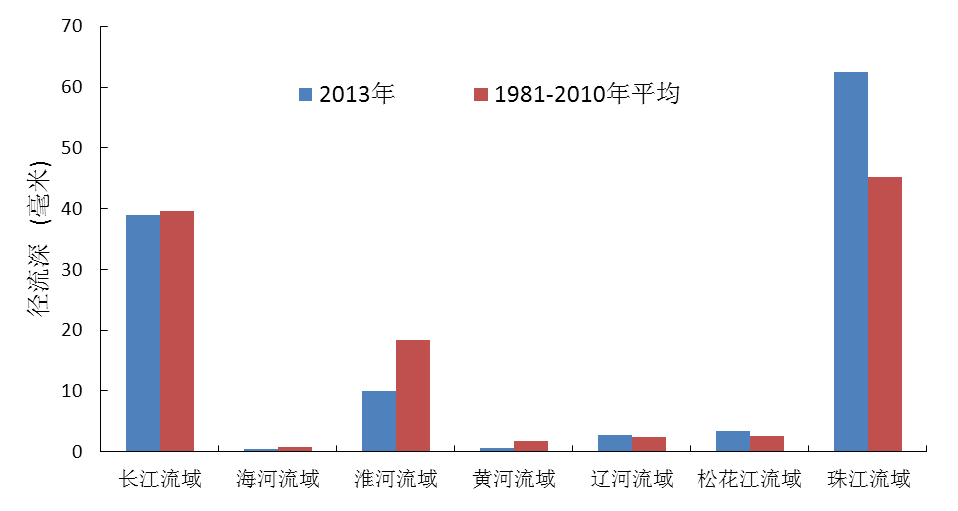 70
60
50
40
30
20
10
0
径流深 (毫米)
2013年
1981-2010年平均
长江流域
海河流域
淮河流域
黄河流域
辽河流域
松花江流域
珠江流域